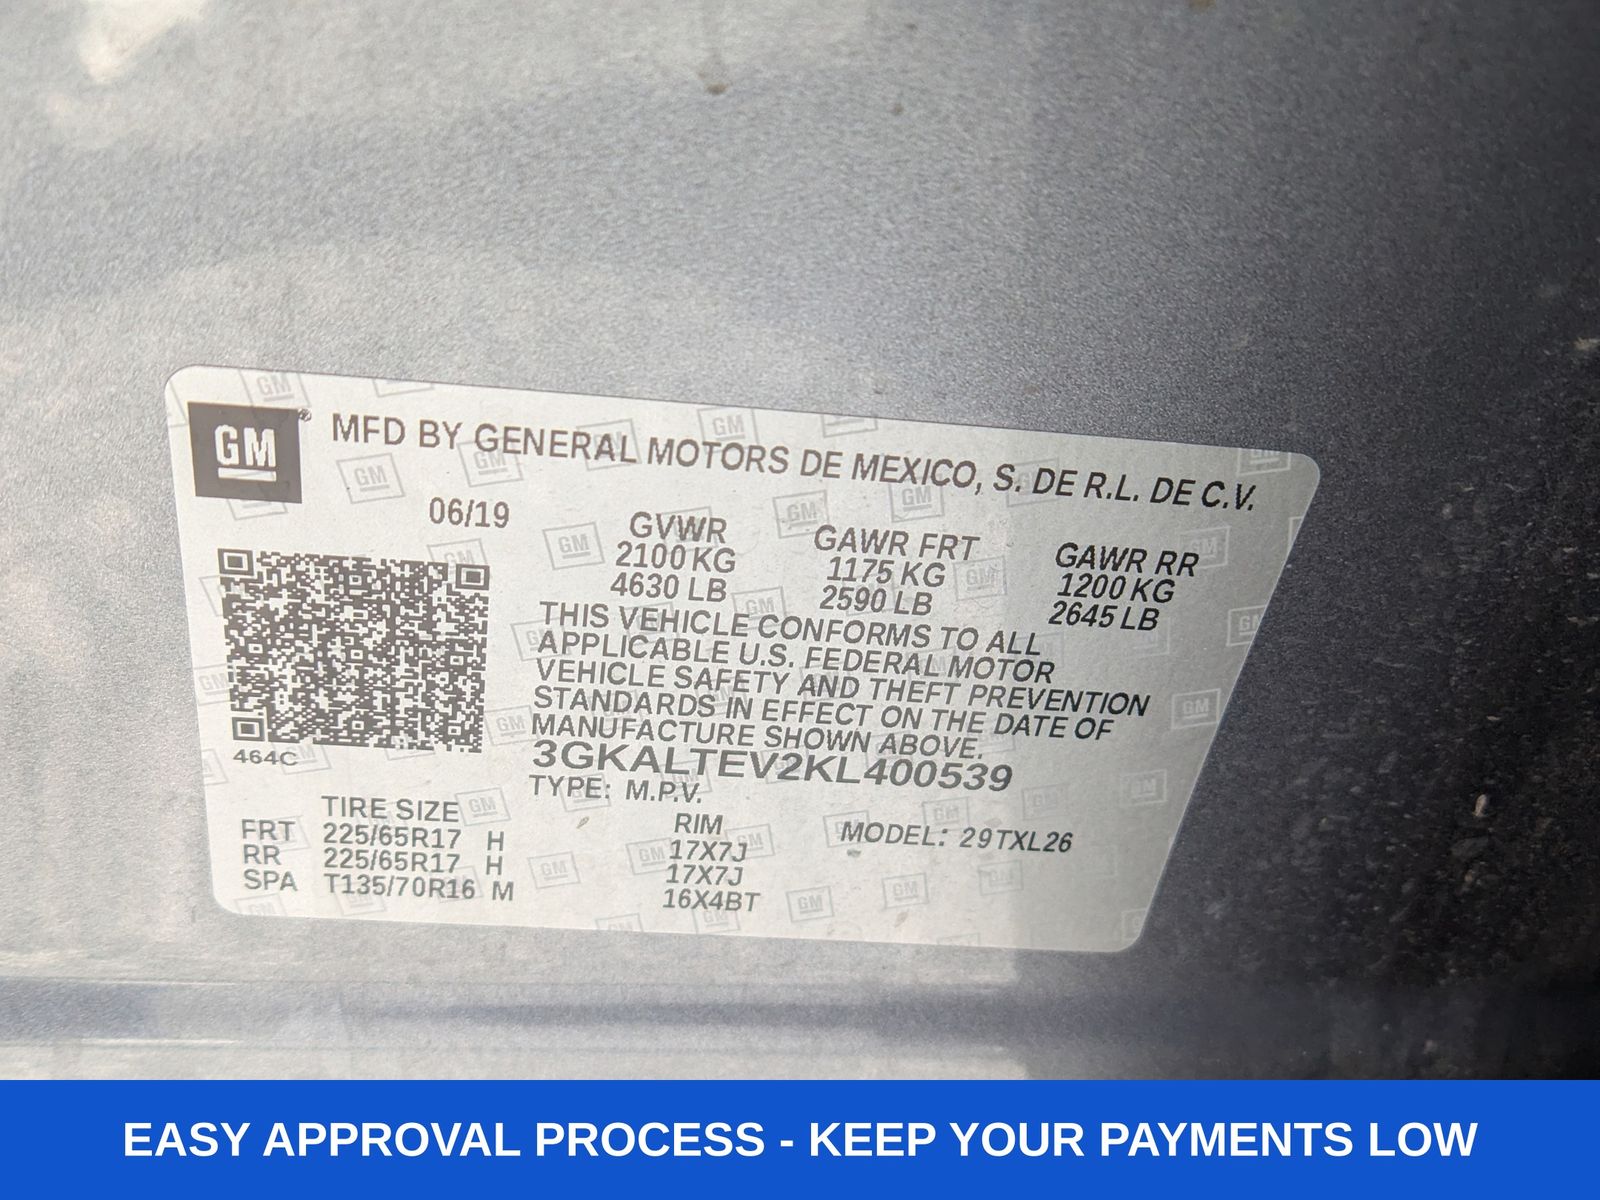 GM ® MFD BY GENERAL MOTORS DE MEXICO, S. DE R.L. DE C.V.
06/19
GVWR GAWR FRT GAWR RR
2100 KG 1175 KG 1200 KG
4630 LB 2590 LB 2645 LB
THIS VEHICLE CONFORMS TO ALL
APPLICABLE U.S. FEDERAL MOTOR
VEHICLE SAFETY AND THEFT PREVENTION
STANDARDS IN EFFECT ON THE DATE OF
MANUFACTURE SHOWN ABOVE.
464C
3GKALTEV2KL400539
TYPE: M.P.V.
TIRE SIZE RIM MODEL: 29TXL26
FRT 225/65R17 H 17X7J
RR 225/65R17 H 17X7J
SPA T135/70R16 M 16X4BT
EASY APPROVAL PROCESS - KEEP YOUR PAYMENTS LOW